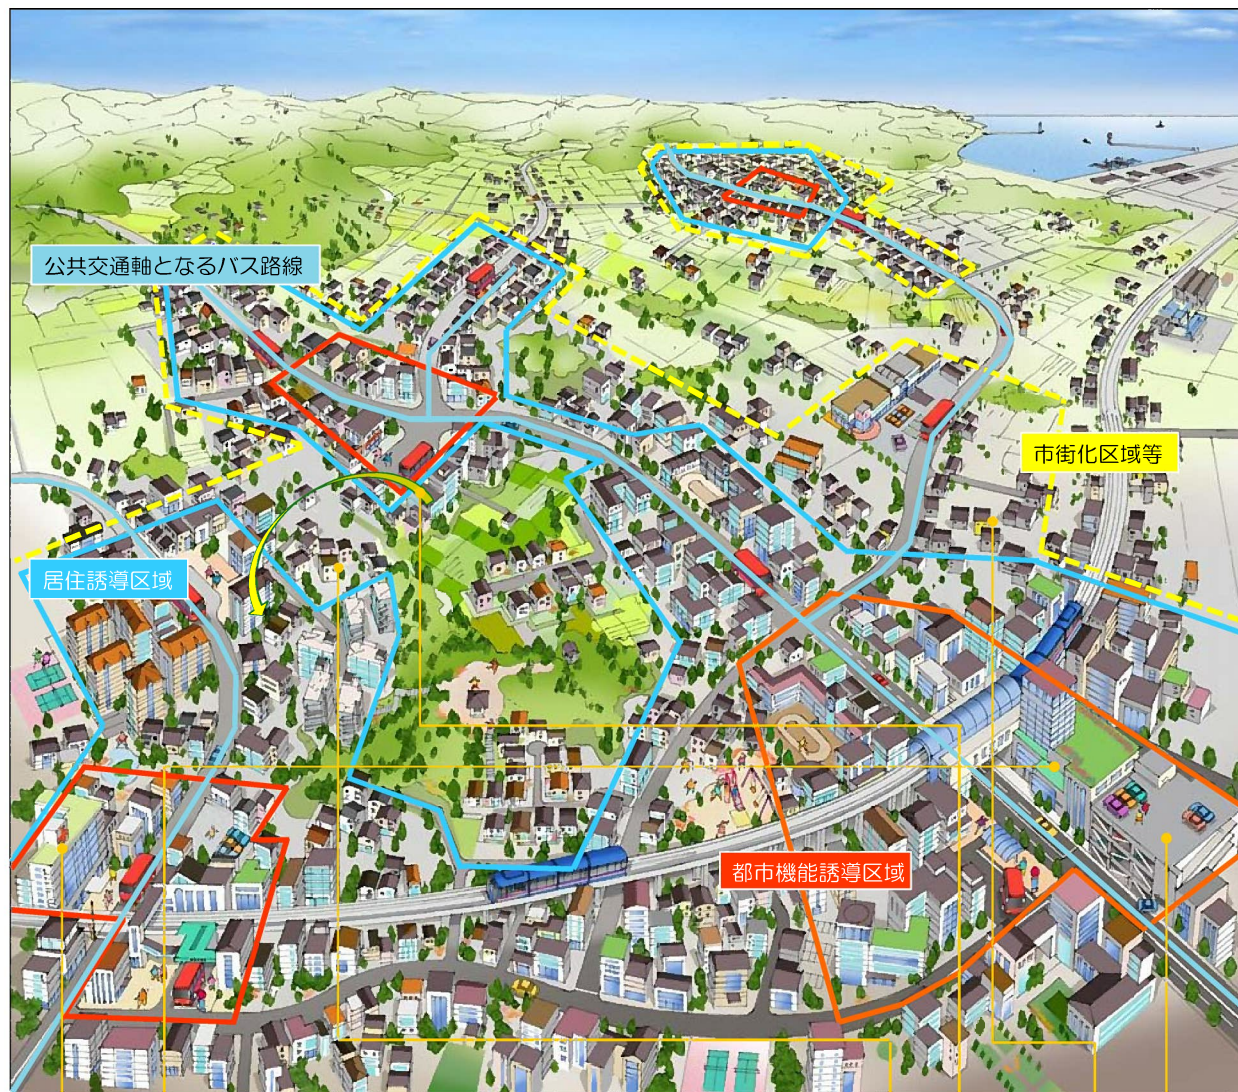 公共交通軸となるバス路線
市街化区域等
居住誘導区域
都市機能誘導区域